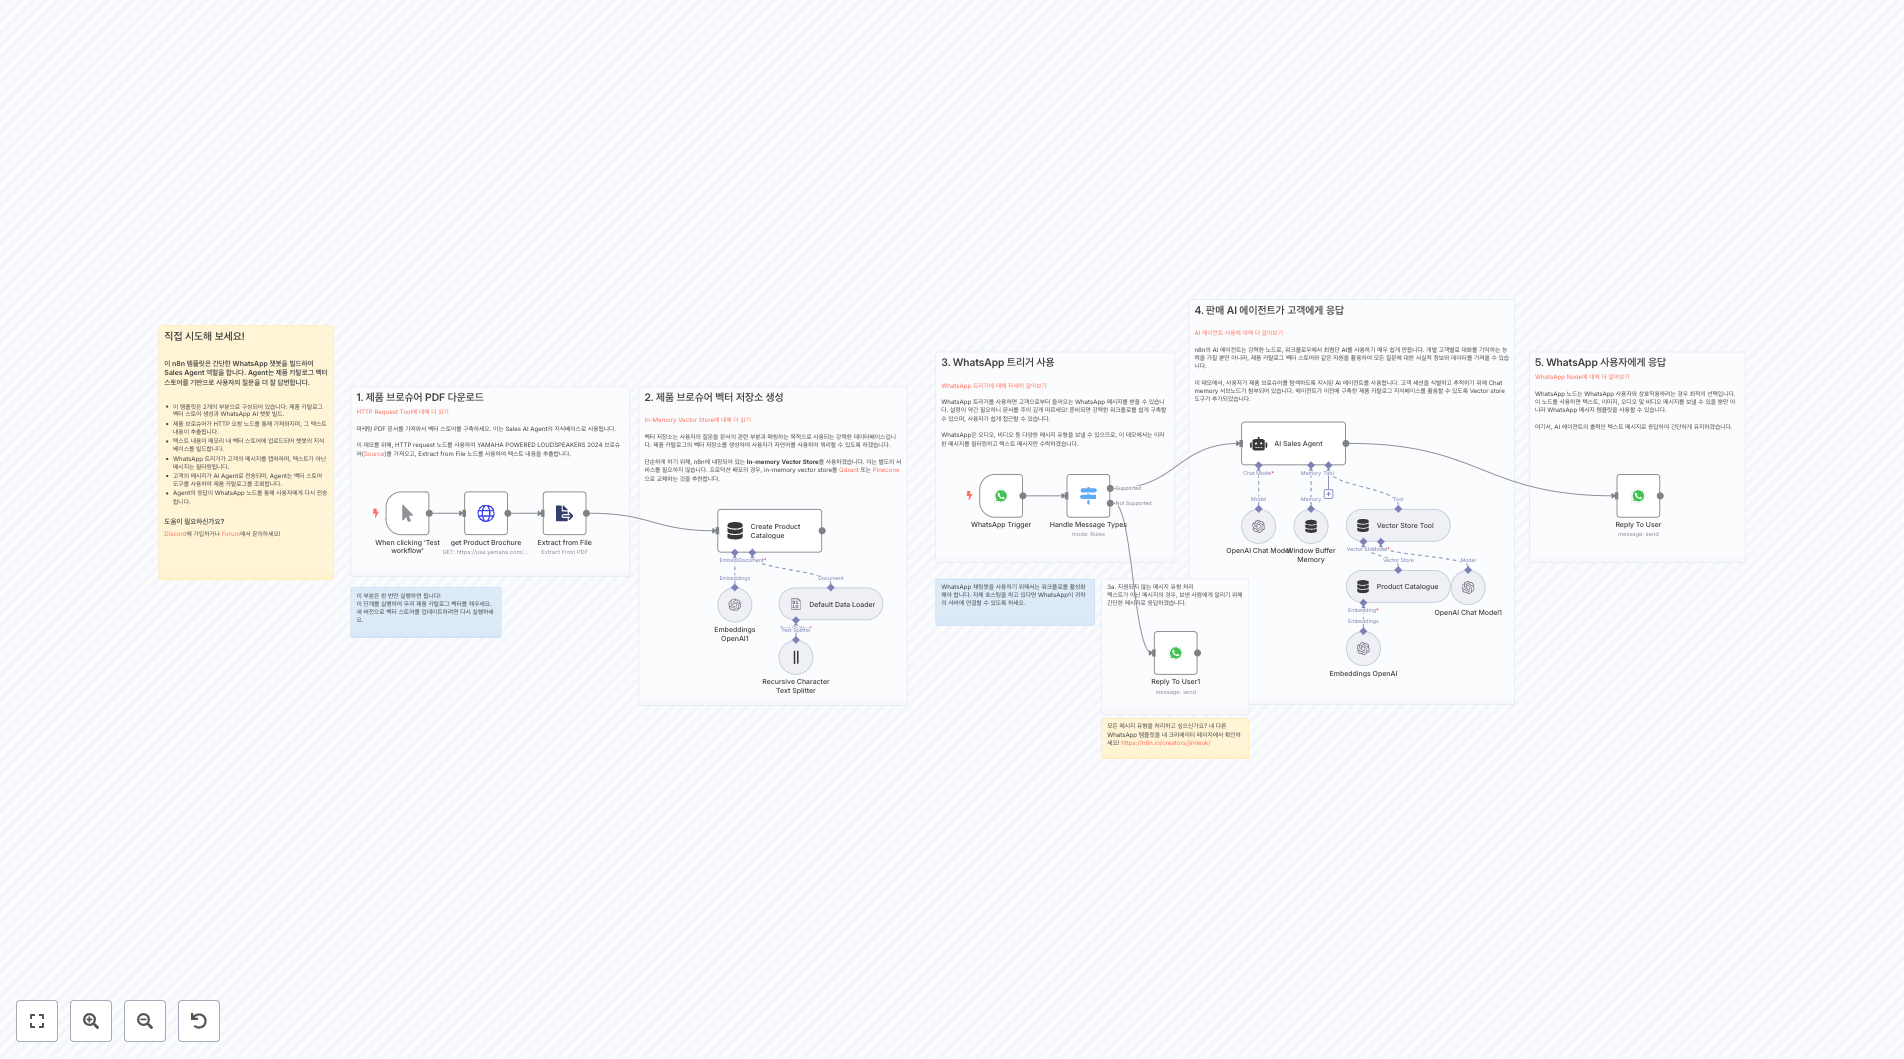 직접 시도해 보세요!
이 n8n 템플릿은 간단한 WhatsApp 챗봇을 빌드하여
Sales Agent 역할을 합니다. Agent는 제품 카탈로그 벡터
스토어를 기반으로 사용자의 질문을 더 잘 답변합니다.
이 템플릿은 2개의 부분으로 구성되어 있습니다: 제품 카탈로그
벡터 스토어 생성과 WhatsApp AI 챗봇 빌드.
제품 브로슈어가 HTTP 요청 노드를 통해 가져와지며, 그 텍스트
내용이 추출됩니다.
텍스트 내용이 메모리 내 벡터 스토어에 업로드되어 챗봇의 지식
베이스를 빌드합니다.
WhatsApp 트리거가 고객의 메시지를 캡처하며, 텍스트가 아닌
메시지는 필터링됩니다.
고객의 메시지가 AI Agent로 전송되며, Agent는 벡터 스토어
도구를 사용하여 제품 카탈로그를 조회합니다.
Agent의 응답이 WhatsApp 노드를 통해 사용자에게 다시 전송
됩니다.
도움이 필요하신가요?
Discord에 가입하거나 Forum에서 문의하세요!
1. 제품 브로슈어 PDF 다운로드
HTTP Request Tool에 대해 더 읽기
마케팅 PDF 문서를 가져와서 벡터 스토어를 구축하세요. 이는 Sales AI Agent의 지식베이스로 사용됩니다.
이 데모를 위해, HTTP request 노드를 사용하여 YAMAHA POWERED LOUDSPEAKERS 2024 브로슈
어(Source)를 가져오고, Extract from File 노드를 사용하여 텍스트 내용을 추출합니다.
When clicking ‘Test
workflow’
get Product Brochure
GET: https://usa.yamaha.com/...
Extract from File
Extract From PDF
이 부분은 한 번만 실행하면 됩니다!
이 단계를 실행하여 우리 제품 카탈로그 벡터를 채우세요.
새 버전으로 벡터 스토어를 업데이트하려면 다시 실행하세
요.
2. 제품 브로슈어 벡터 저장소 생성
In-Memory Vector Store에 대해 더 읽기
벡터 저장소는 사용자의 질문을 문서의 관련 부분과 매칭하는 목적으로 사용되는 강력한 데이터베이스입니
다. 제품 카탈로그의 벡터 저장소를 생성하여 사용자가 자연어를 사용하여 쿼리할 수 있도록 하겠습니다.
단순하게 하기 위해, n8n에 내장되어 있는 In-memory Vector Store를 사용하겠습니다. 이는 별도의 서
비스를 필요로하지 않습니다. 프로덕션 배포의 경우, in-memory vector store를 Qdrant 또는 Pinecone
으로 교체하는 것을 추천합니다.
Create Product
Catalogue
Embeddings
Document
Embeddings
OpenAI1
Default Data Loader
Text Splitter
Recursive Character
Text Splitter
3. WhatsApp 트리거 사용
WhatsApp 트리거에 대해 자세히 알아보기
WhatsApp 트리거를 사용하면 고객으로부터 들어오는 WhatsApp 메시지를 받을 수 있습니
다. 설정이 약간 필요하니 문서를 주의 깊게 따르세요! 준비되면 강력한 워크플로를 쉽게 구축할
수 있으며, 사용자가 쉽게 접근할 수 있습니다.
WhatsApp은 오디오, 비디오 등 다양한 메시지 유형을 보낼 수 있으므로, 이 데모에서는 이러
한 메시지를 필터링하고 텍스트 메시지만 수락하겠습니다.
WhatsApp Trigger
Handle Message Types
mode: Rules
Supported
Not Supported
WhatsApp 채팅봇을 사용하기 위해서는 워크플로를 활성화
해야 합니다. 자체 호스팅을 하고 있다면 WhatsApp이 귀하
의 서버에 연결할 수 있도록 하세요.
3a. 지원되지 않는 메시지 유형 처리
텍스트가 아닌 메시지의 경우, 보낸 사람에게 알리기 위해
간단한 메시지로 응답하겠습니다.
Reply To User1
message: send
모든 메시지 유형을 처리하고 싶으신가요? 내 다른
WhatsApp 템플릿을 내 크리에이터 페이지에서 확인하
세요! https://n8n.io/creators/jimleuk/
4. 판매 AI 에이전트가 고객에게 응답
AI 에이전트 사용에 대해 더 알아보기
n8n의 AI 에이전트는 강력한 노드로, 워크플로우에서 최첨단 AI를 사용하기 매우 쉽게 만듭니다. 개별 고객별로 대화를 기억하는 능
력을 가질 뿐만 아니라, 제품 카탈로그 벡터 스토어와 같은 자원을 활용하여 모든 질문에 대한 사실적 정보와 데이터를 가져올 수 있습
니다.
이 데모에서, 사용자가 제품 브로슈어를 탐색하도록 지시된 AI 에이전트를 사용합니다. 고객 세션을 식별하고 추적하기 위해 Chat
memory 서브노드가 첨부되어 있습니다. 에이전트가 이전에 구축한 제품 카탈로그 지식베이스를 활용할 수 있도록 Vector store
도구가 추가되었습니다.
AI Sales Agent
Chat Model*
Memory
Tool
Model
Memory
Tool
OpenAI Chat Model
Window Buffer
Memory
Vector Store Tool
Vector Store
Model
Product Catalogue
OpenAI Chat Model1
Embedding*
Embeddings
Embeddings OpenAI
5. WhatsApp 사용자에게 응답
WhatsApp Node에 대해 더 알아보기
WhatsApp 노드는 WhatsApp 사용자와 상호작용하려는 경우 최적의 선택입니다.
이 노드를 사용하면 텍스트, 이미지, 오디오 및 비디오 메시지를 보낼 수 있을 뿐만 아
니라 WhatsApp 메시지 템플릿을 사용할 수 있습니다.
여기서, AI 에이전트의 출력인 텍스트 메시지로 응답하여 간단하게 유지하겠습니다.
Reply To User
message: send